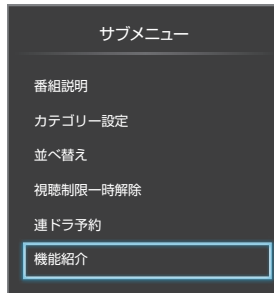 サブメニュー
番組説明
カテゴリー設定
並べ替え
視聴制限一時解除
連ドラ予約
機能紹介